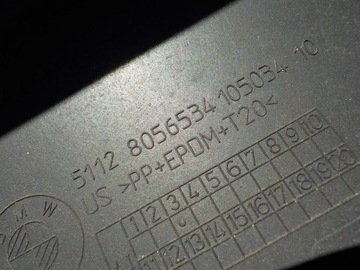 5112 8056534 105034 10
US >PP+EPDM+T20<
1 2 3 4 5 6 7 8 9 10
11 12 13 14 15 16 17 18 19 20
BMW